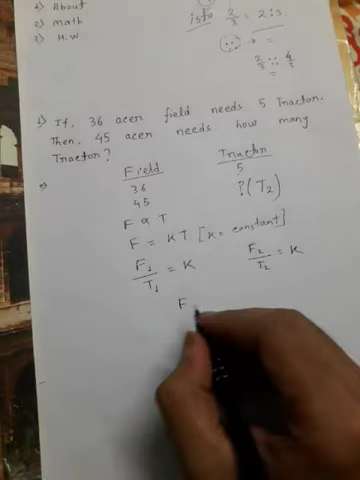 1) About
2) math
3) H.W
isto 2/3 = 2:3.
→ =
2/3 :: 4/2
=
1) If, 36 acer field needs 5 Tractor.
Then, 45 acer needs how many
Tractor?
Field Tractor
36 5
45 ?(T₂)
F ∝ T
F = KT [K = constant]
F₁/T₁ = K F₂/T₂ = K
F